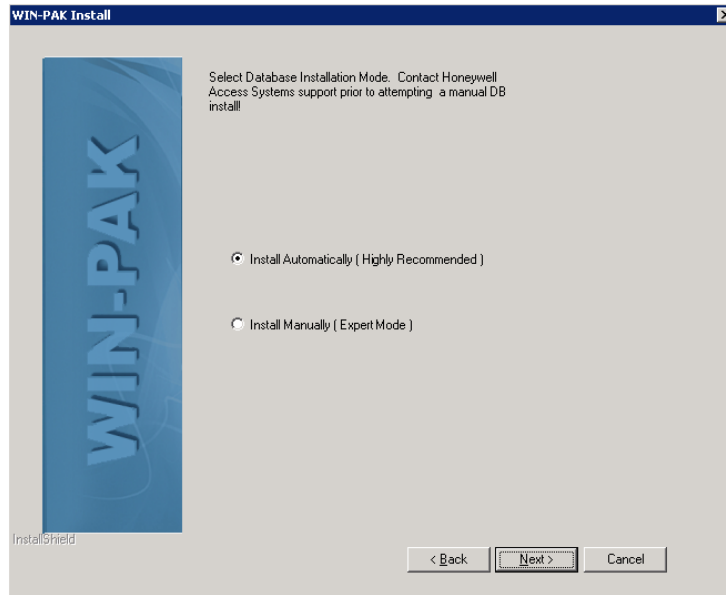 WIN-PAK Install
Select Database Installation Mode.  Contact Honeywell
Access Systems support prior to attempting  a manual DB
install!
WIN-PAK
Install Automatically ( Highly Recommended )
Install Manually ( Expert Mode )
InstallShield
< Back
Next >
Cancel